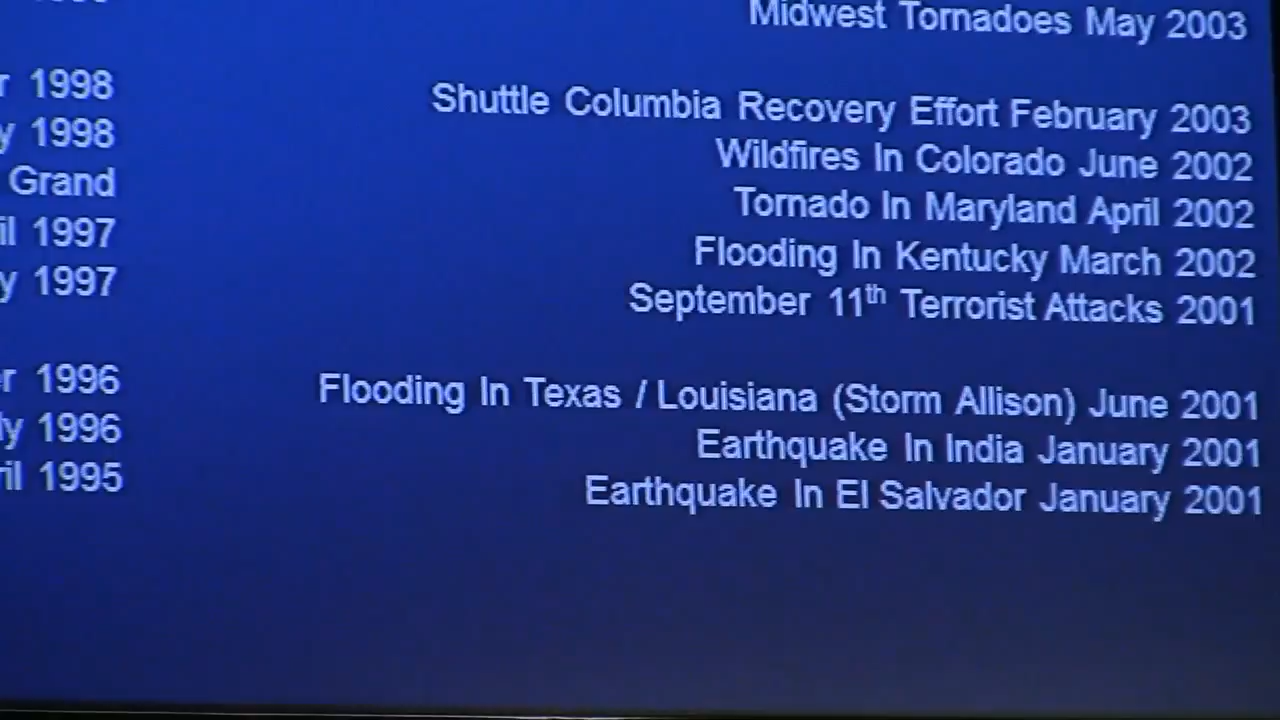 r 1998
y 1998
Grand
il 1997
y 1997
r 1996
ly 1996
ril 1995
Midwest Tornadoes May 2003
Shuttle Columbia Recovery Effort February 2003
Wildfires In Colorado June 2002
Tornado In Maryland April 2002
Flooding In Kentucky March 2002
September 11th Terrorist Attacks 2001
Flooding In Texas / Louisiana (Storm Allison) June 2001
Earthquake In India January 2001
Earthquake In El Salvador January 2001